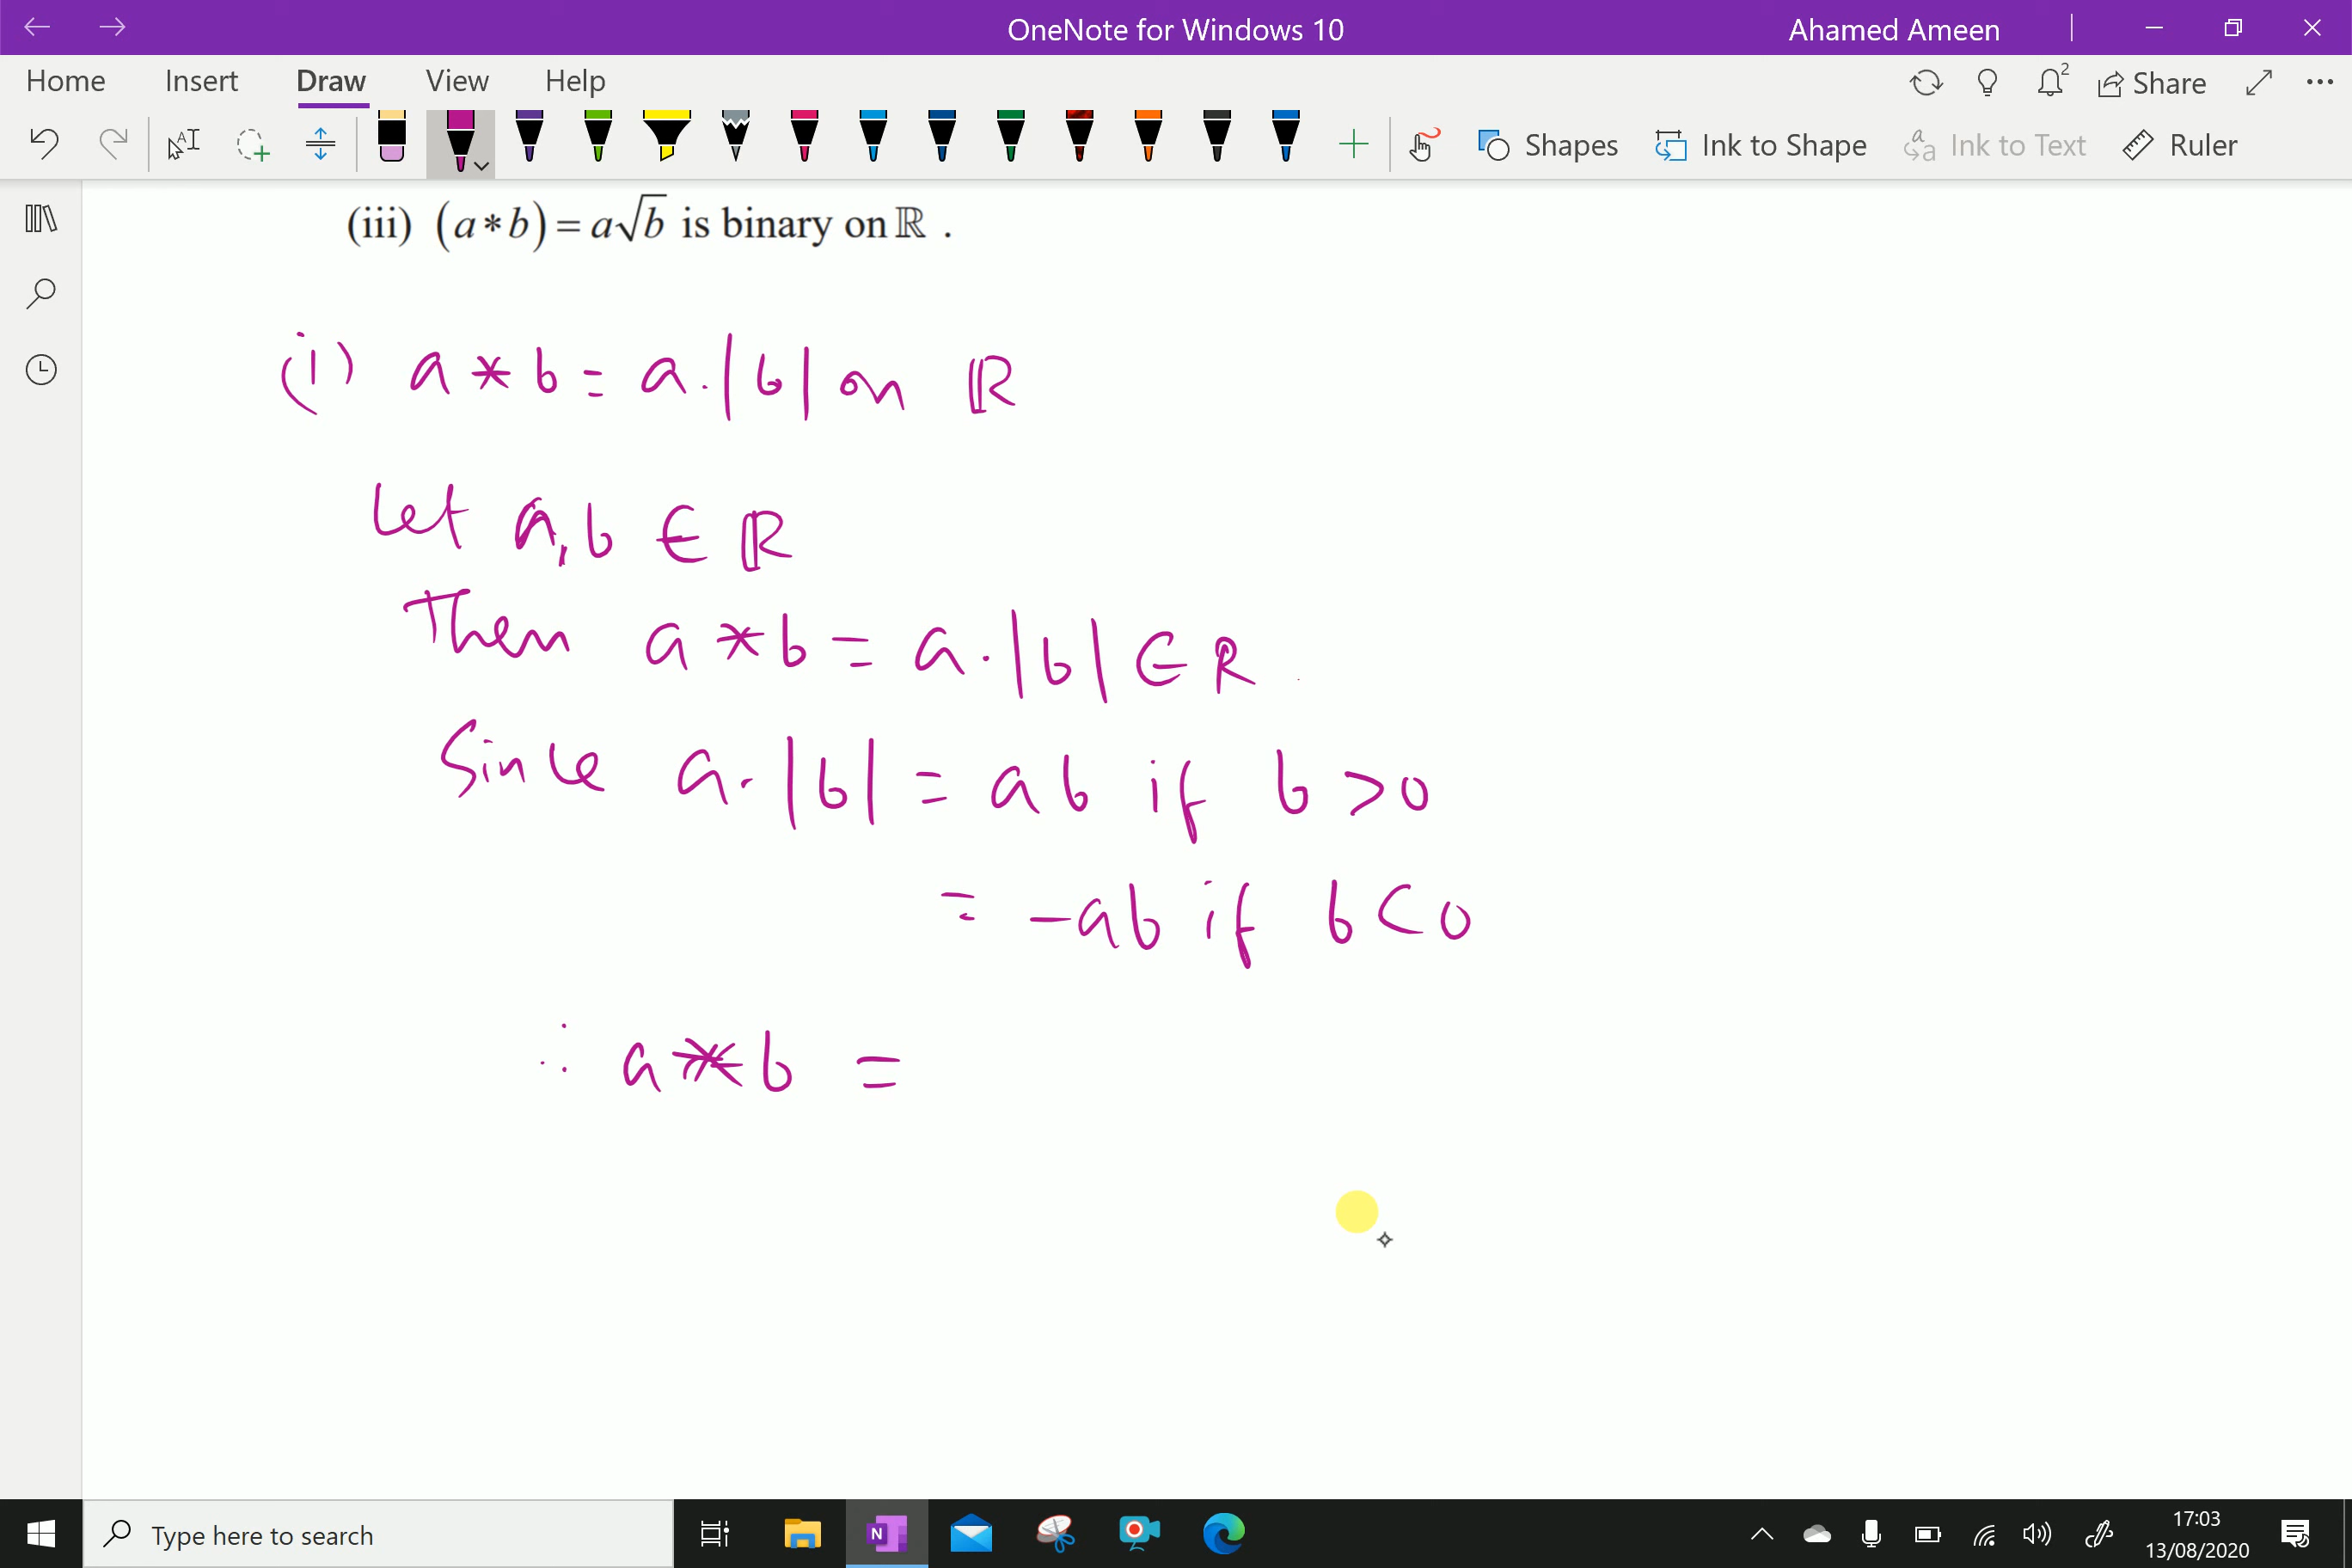 OneNote for Windows 10
Ahamed Ameen
Home Insert Draw View Help
2
Share
Shapes Ink to Shape Ink to Text Ruler
(iii) (a∗b)=a√b is binary on ℝ .
(i) a * b = a.|b| on ℝ
Let a,b ∈ ℝ
Then a * b = a.|b| ∈ R.
Since a.|b| = ab if b >0
= -ab if b<0
∴ a*b =
Type here to search
N
17:03
13/08/2020